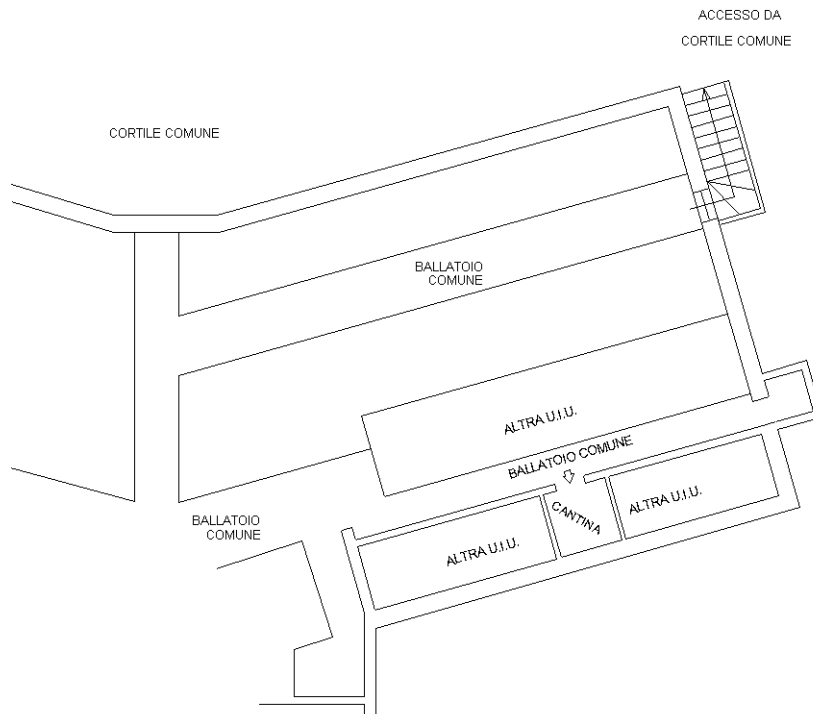 ACCESSO DA
CORTILE COMUNE
CORTILE COMUNE
BALLATOIO
COMUNE
ALTRA U.I.U.
BALLATOIO COMUNE
CANTINA
ALTRA U.I.U.
BALLATOIO
COMUNE
ALTRA U.I.U.